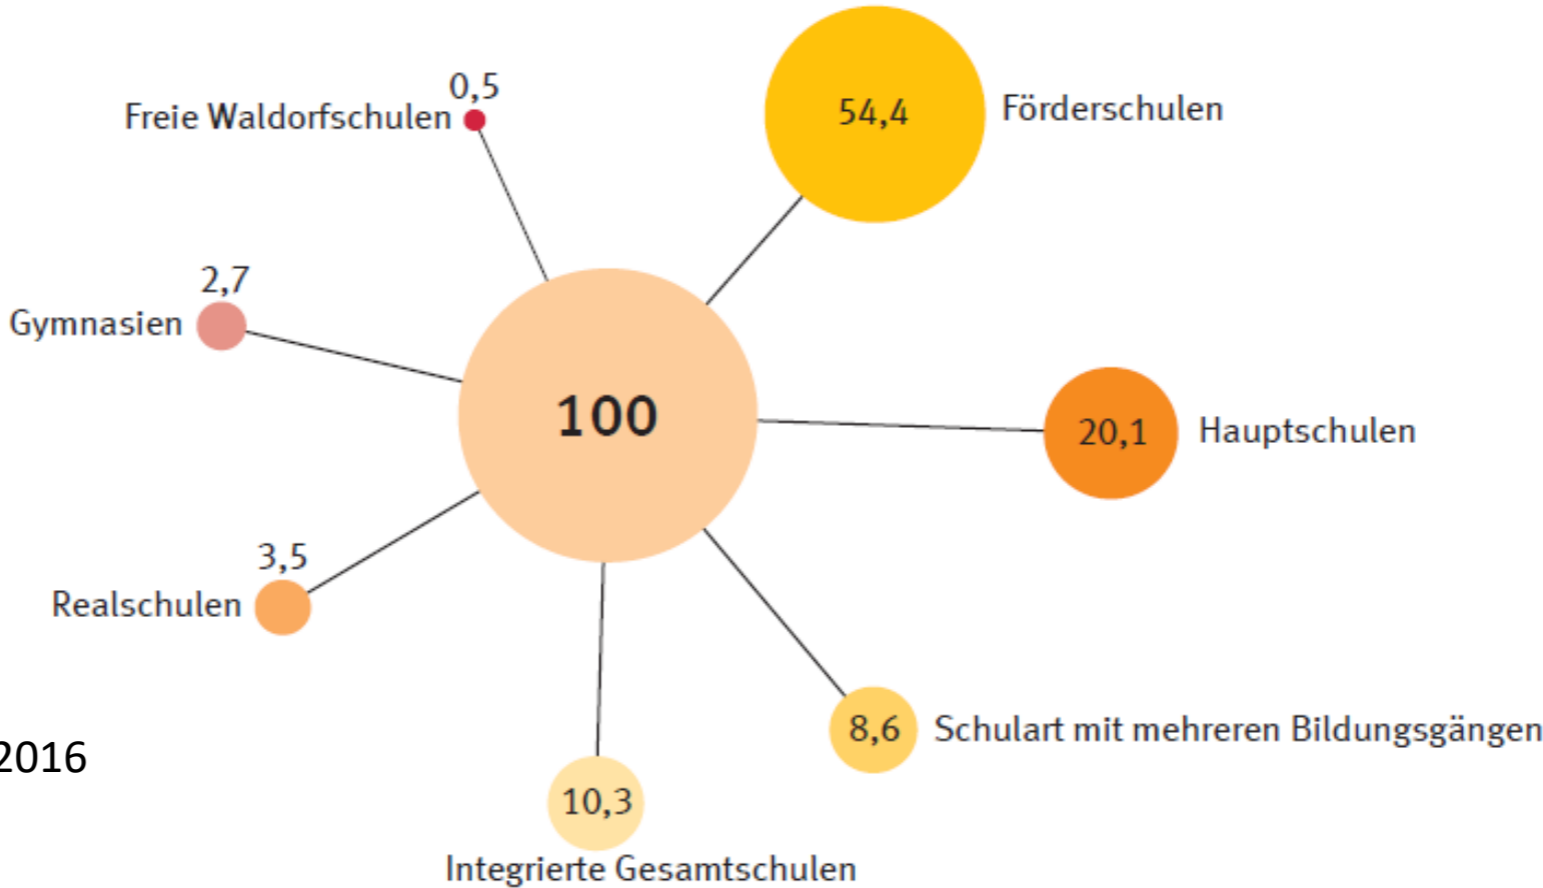 0,5
Freie Waldorfschulen
54,4
Förderschulen
2,7
Gymnasien
100
20,1
Hauptschulen
3,5
Realschulen
8,6
Schulart mit mehreren Bildungsgängen
2016
10,3
Integrierte Gesamtschulen